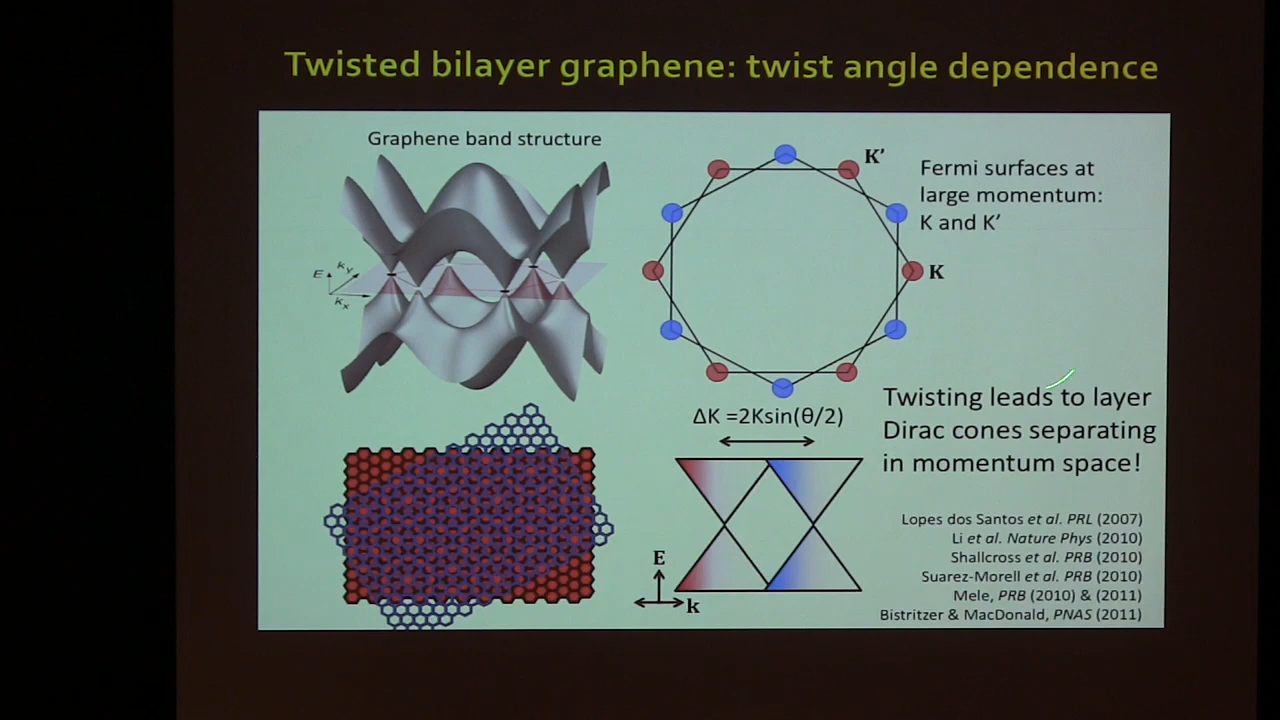 Twisted bilayer graphene: twist angle dependence
Graphene band structure
E
ky
kx
K'
K
Fermi surfaces at
large momentum:
K and K'
ΔK =2Ksin(θ/2)
E
k
Twisting leads to layer
Dirac cones separating
in momentum space!
Lopes dos Santos et al. PRL (2007)
Li et al. Nature Phys (2010)
Shallcross et al. PRB (2010)
Suarez-Morell et al. PRB (2010)
Mele, PRB (2010) & (2011)
Bistritzer & MacDonald, PNAS (2011)